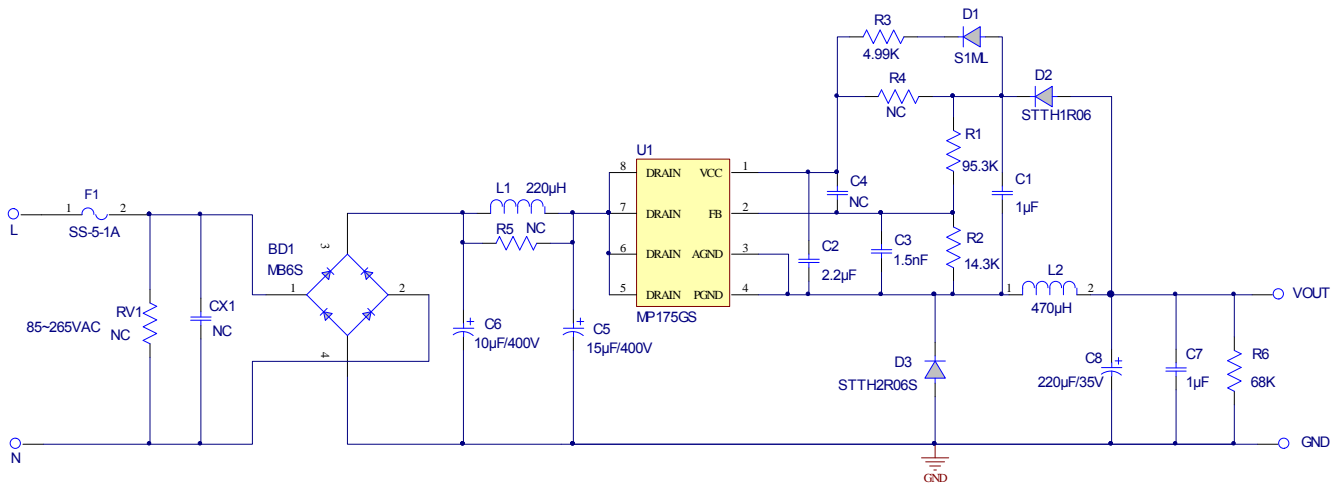 R3
4.99K
D1
S1ML
R4
NC
D2
STTH1R06
R1
95.3K
C1
1µF
U1
8 DRAIN VCC 1
7 DRAIN FB 2
6 DRAIN AGND 3
5 DRAIN PGND 4
MP175GS
C4
NC
C2
2.2µF
C3
1.5nF
R2
14.3K
L1 220µH
R5 NC
F1
1 2
L
SS-5-1A
BD1
MB6S
3
1 2
4
RV1
NC
CX1
NC
85~265VAC
C6
10µF/400V
C5
15µF/400V
L2
1 2
470µH
VOUT
D3
STTH2R06S
C8
220µF/35V
C7
1µF
R6
68K
N
GND
GND